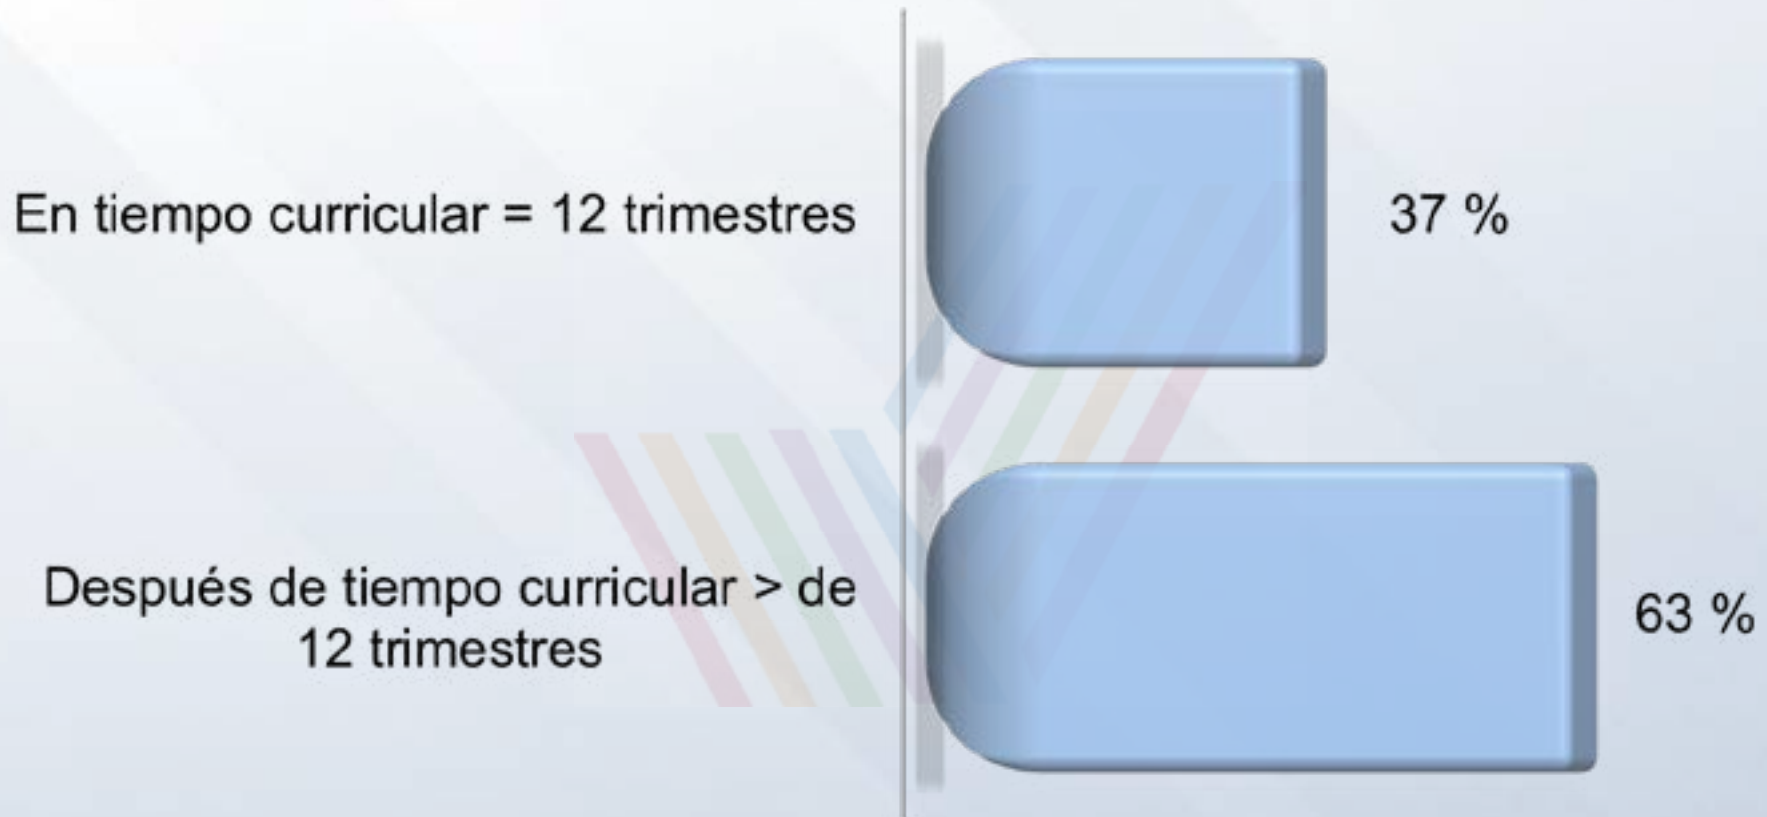 En tiempo curricular = 12 trimestres
37 %
Después de tiempo curricular > de
12 trimestres
63 %